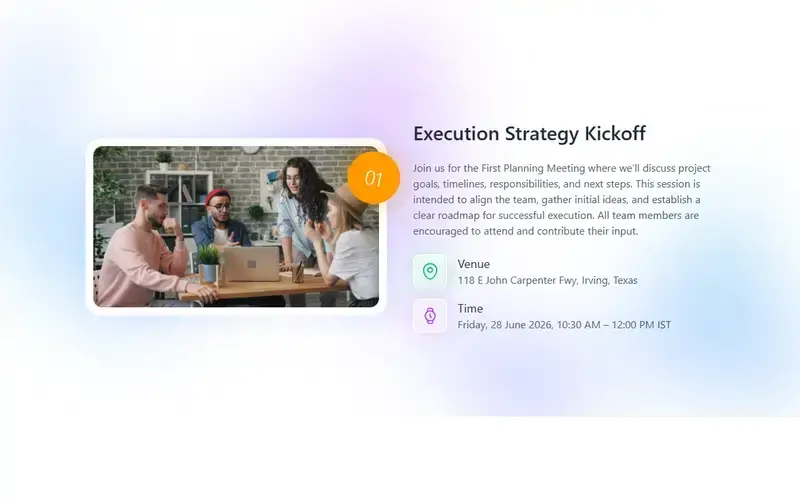 01
Execution Strategy Kickoff
Join us for the First Planning Meeting where we'll discuss project
goals, timelines, responsibilities, and next steps. This session is
intended to align the team, gather initial ideas, and establish a
clear roadmap for successful execution. All team members are
encouraged to attend and contribute their input.
Venue
118 E John Carpenter Fwy, Irving, Texas
Time
Friday, 28 June 2026, 10:30 AM – 12:00 PM IST